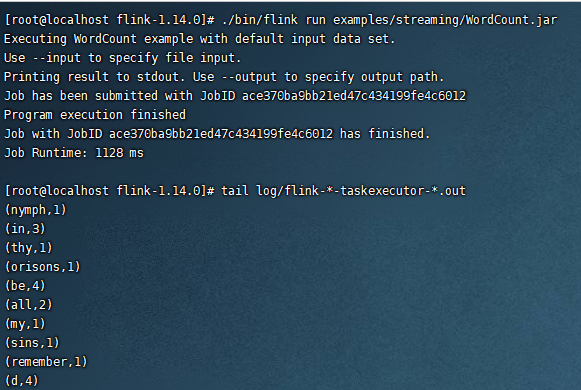 [root@localhost flink-1.14.0]# ./bin/flink run examples/streaming/WordCount.jar
Executing WordCount example with default input data set.
Use --input to specify file input.
Printing result to stdout. Use --output to specify output path.
Job has been submitted with JobID ace370ba9bb21ed47c434199fe4c6012
Program execution finished
Job with JobID ace370ba9bb21ed47c434199fe4c6012 has finished.
Job Runtime: 1128 ms
[root@localhost flink-1.14.0]# tail log/flink-*-taskexecutor-*.out
(nymph,1)
(in,3)
(thy,1)
(orisons,1)
(be,4)
(all,2)
(my,1)
(sins,1)
(remember,1)
(d,4)